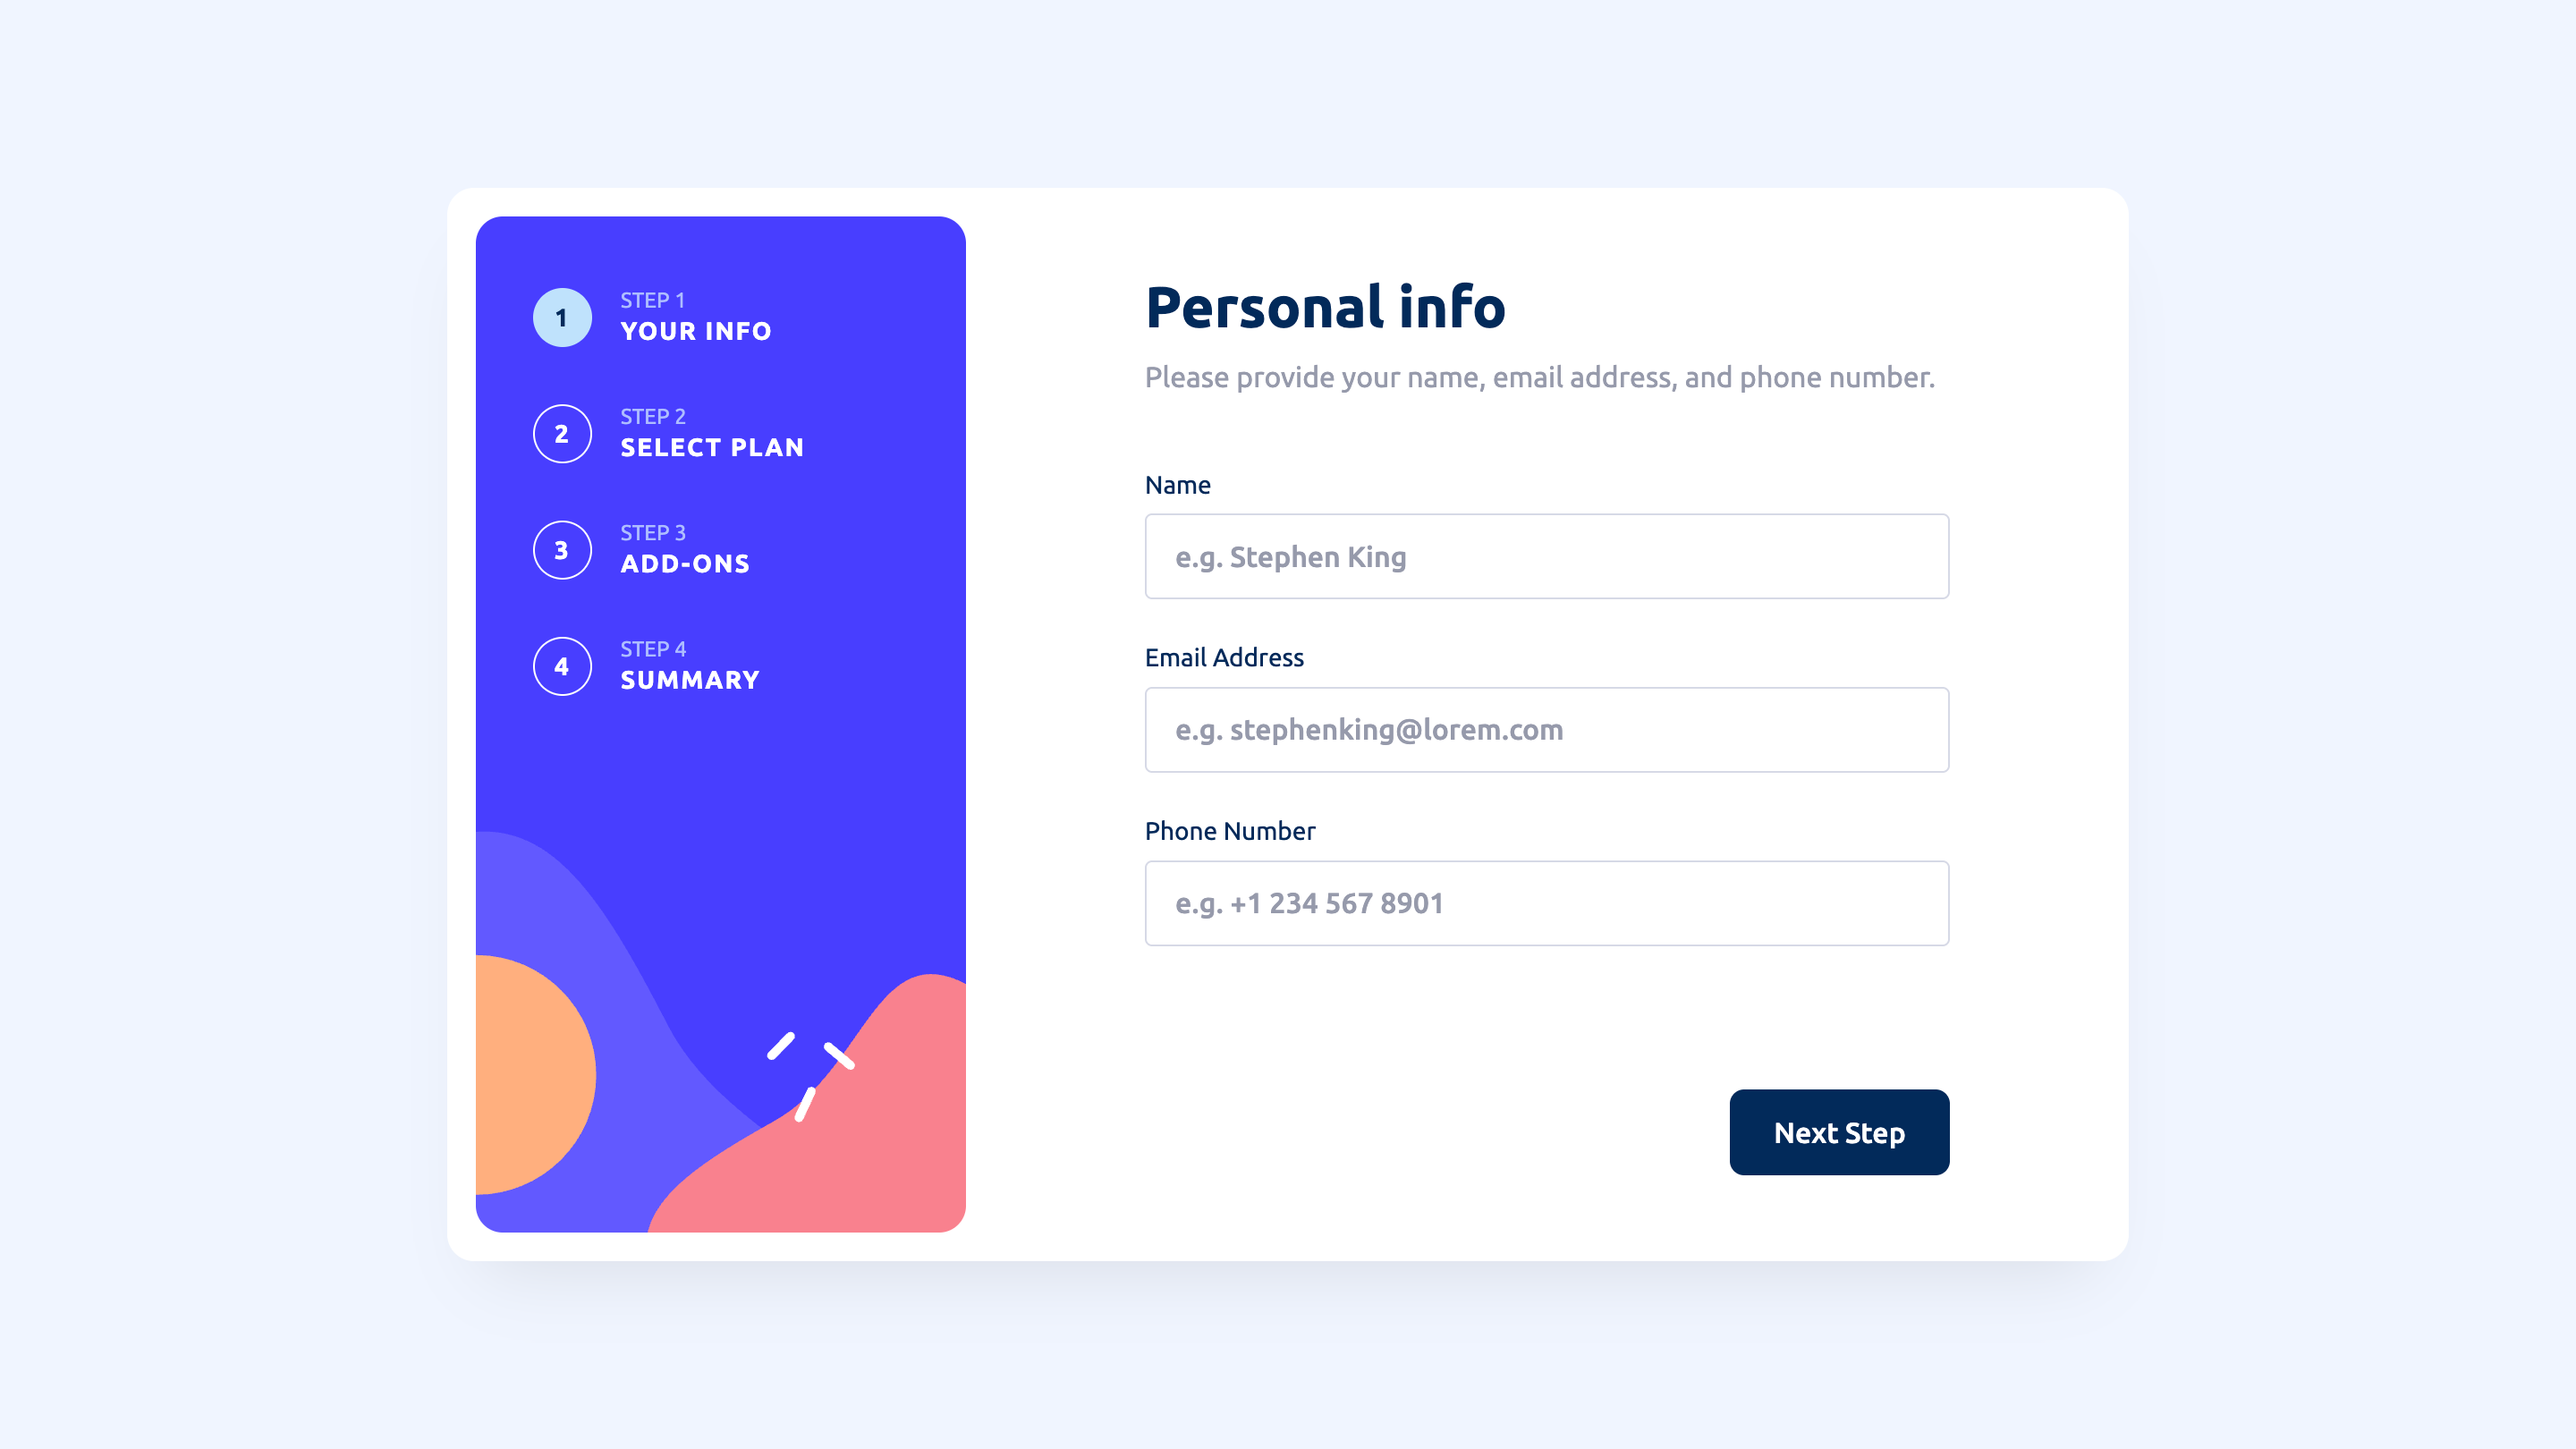 1
STEP 1
YOUR INFO
2
STEP 2
SELECT PLAN
3
STEP 3
ADD-ONS
4
STEP 4
SUMMARY
Personal info
Please provide your name, email address, and phone number.
Name
e.g. Stephen King
Email Address
e.g. stephenking@lorem.com
Phone Number
e.g. +1 234 567 8901
Next Step